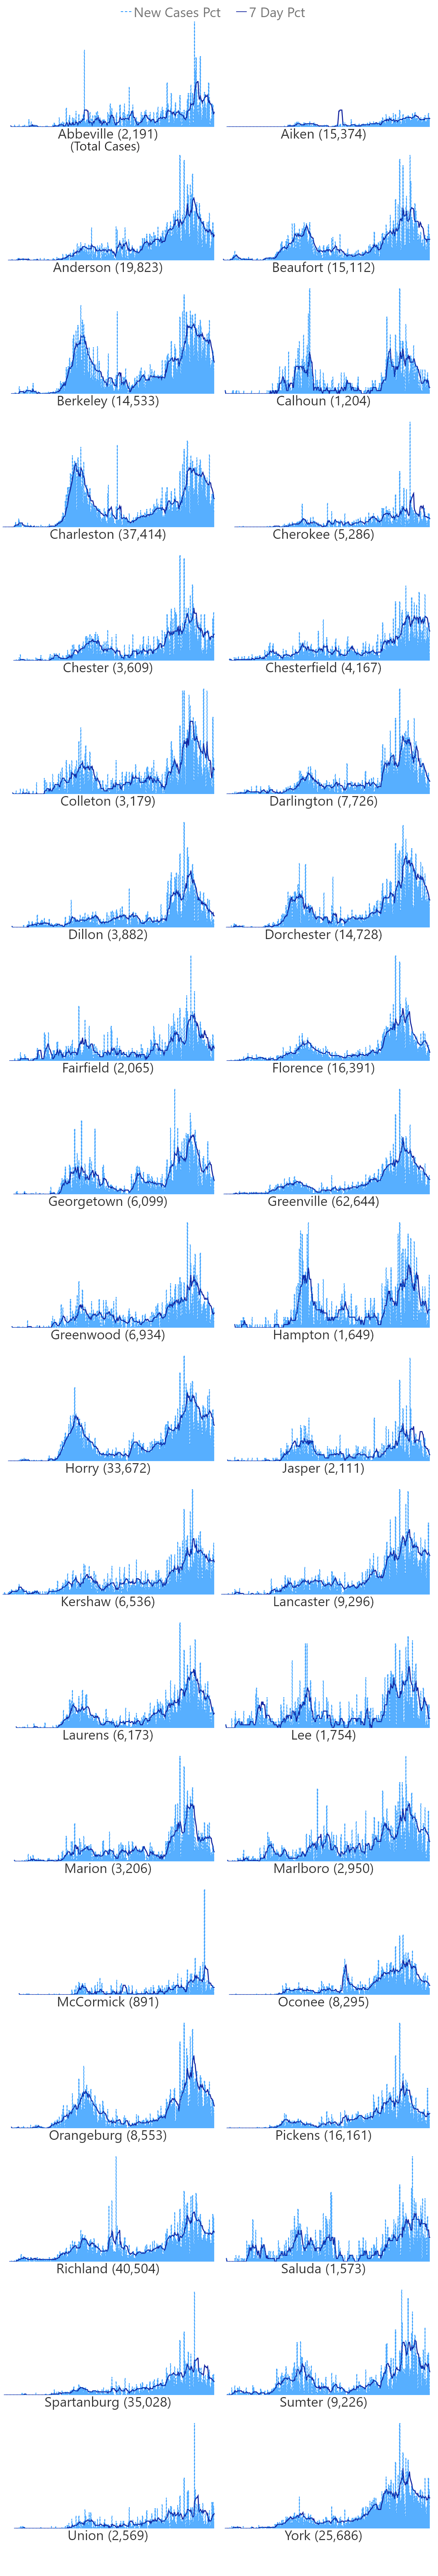 New Cases Pct 7 Day Pct
Abbeville (2,191) Aiken (15,374)
(Total Cases)
Anderson (19,823) Beaufort (15,112)
Berkeley (14,533) Calhoun (1,204)
Charleston (37,414) Cherokee (5,286)
Chester (3,609) Chesterfield (4,167)
Colleton (3,179) Darlington (7,726)
Dillon (3,882) Dorchester (14,728)
Fairfield (2,065) Florence (16,391)
Georgetown (6,099) Greenville (62,644)
Greenwood (6,934) Hampton (1,649)
Horry (33,672) Jasper (2,111)
Kershaw (6,536) Lancaster (9,296)
Laurens (6,173) Lee (1,754)
Marion (3,206) Marlboro (2,950)
McCormick (891) Oconee (8,295)
Orangeburg (8,553) Pickens (16,161)
Richland (40,504) Saluda (1,573)
Spartanburg (35,028) Sumter (9,226)
Union (2,569) York (25,686)